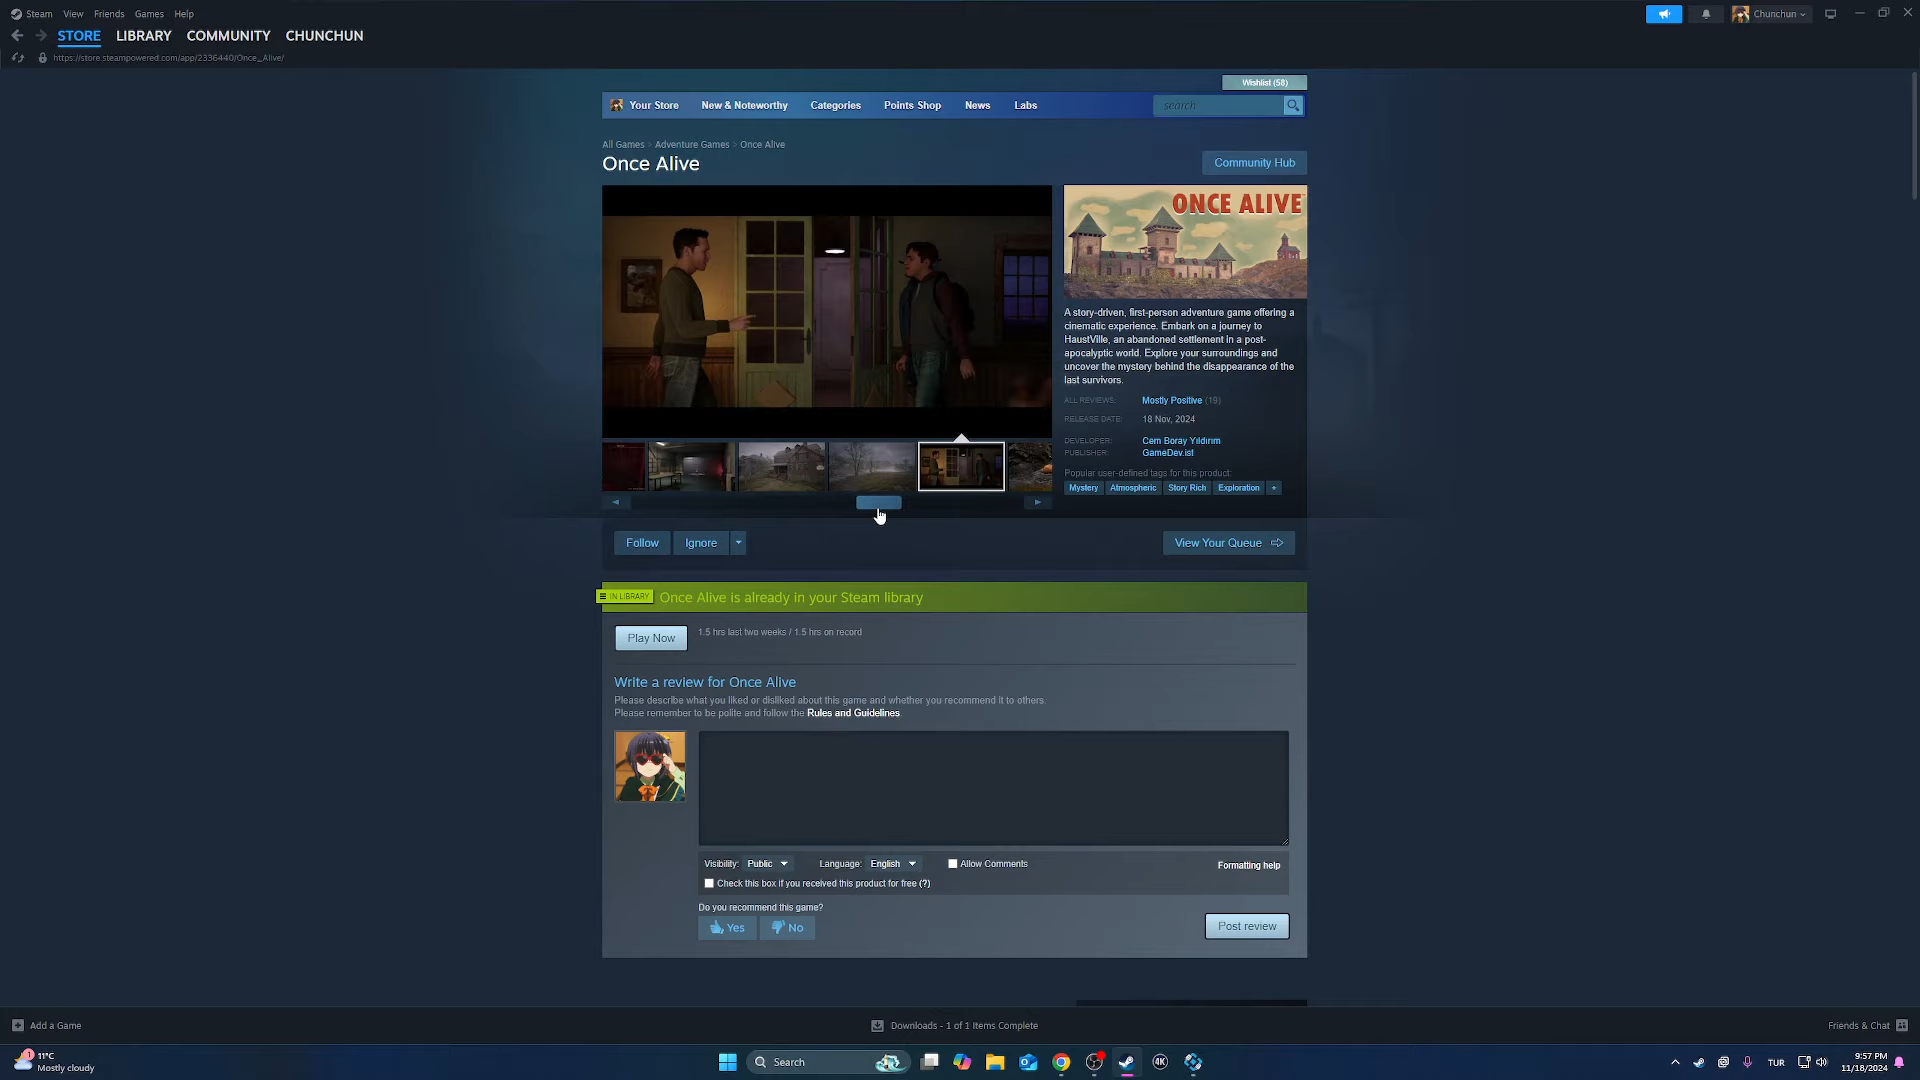 Steam View Friends Games Help
Chunchun
STORE LIBRARY COMMUNITY CHUNCHUN
https://store.steampowered.com/app/2336440/Once_Alive/
Wishlist (58)
Your Store New & Noteworthy Categories Points Shop News Labs search
All Games > Adventure Games > Once Alive
Once Alive
Community Hub
ONCE ALIVE
A story-driven, first-person adventure game offering a
cinematic experience. Embark on a journey to
HaustVille, an abandoned settlement in a post-
apocalyptic world. Explore your surroundings and
uncover the mystery behind the disappearance of the
last survivors.
ALL REVIEWS: Mostly Positive (19)
RELEASE DATE: 18 Nov, 2024
DEVELOPER: Cem Boray Yıldırım
PUBLISHER: GameDev.ist
Popular user-defined tags for this product:
Mystery Atmospheric Story Rich Exploration +
Follow Ignore
View Your Queue
IN LIBRARY Once Alive is already in your Steam library
Play Now 1.5 hrs last two weeks / 1.5 hrs on record
Write a review for Once Alive
Please describe what you liked or disliked about this game and whether you recommend it to others.
Please remember to be polite and follow the Rules and Guidelines.
Visibility: Public Language: English Allow Comments Formatting help
Check this box if you received this product for free (?)
Do you recommend this game?
Yes No
Post review
Add a Game
Downloads - 1 of 1 Items Complete
Friends & Chat
1
11°C
Mostly cloudy
Search
4K
TUR
9:57 PM
11/18/2024